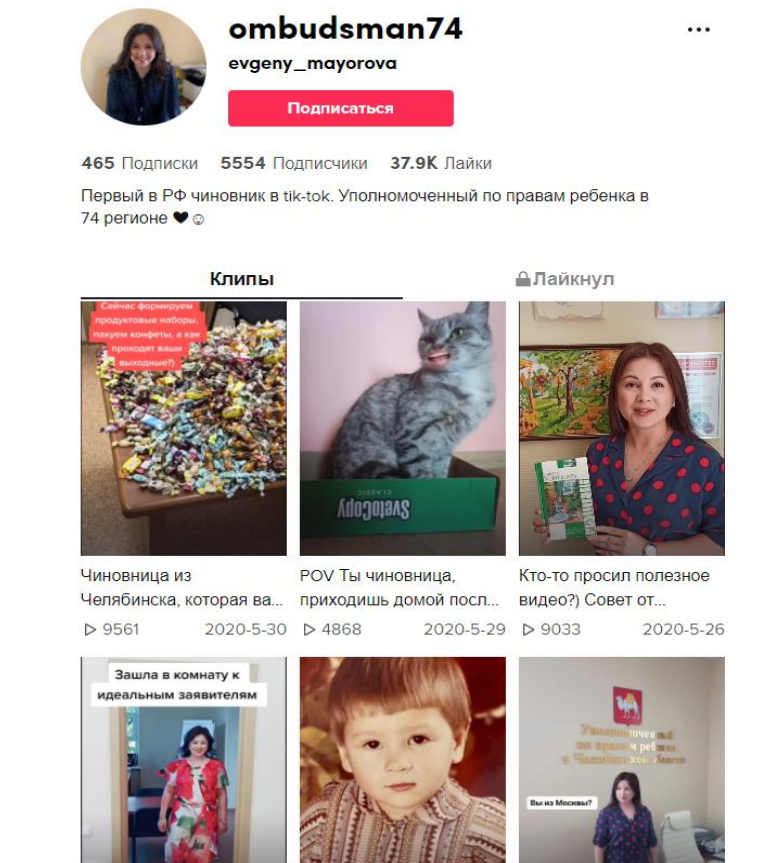 ombudsman74
evgeny_mayorova
Подписаться
465 Подписки 5554 Подписчики 37.9K Лайки
Первый в РФ чиновник в tik-tok. Уполномоченный по правам ребенка в
74 регионе
Клипы
Лайкнул
Сейчас формируем
продуктовые наборы,
пакуем конфеты, а как
проходят ваши
выходные?)
SvetoCopy
CLASSIC
Чиновница из
Челябинска, которая ва...
9561 2020-5-30
POV Ты чиновница,
приходишь домой посл...
4868 2020-5-29
Кто-то просил полезное
видео?) Совет от...
9033 2020-5-26
Зашла в комнату к
идеальным заявителям
Уполномоченный
по правам ребенка
в Челябинской области
Вы из Москвы?